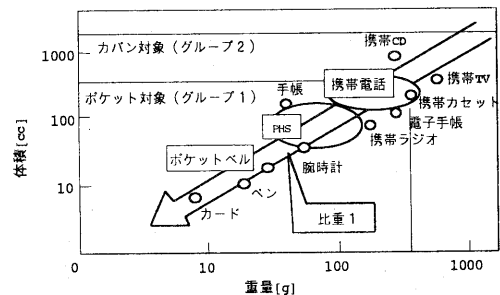 カバン対象（グループ2）
携帯CD
1000
携帯電話
携帯TV
手帳
ポケット対象（グループ1）
携帯カセット
100
PHS
電子手帳
携帯ラジオ
体積[cc]
ポケットベル
腕時計
10
ペン
カード
比重1
0
10
100
1000
重量[g]